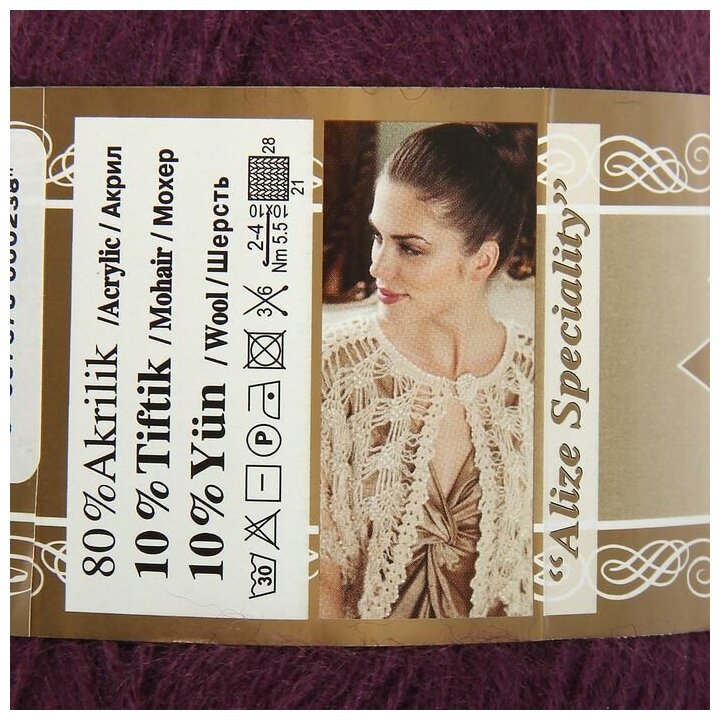 80%Akrilik /Acrylic/Акрил
10%Tiftik /Mohair/Мохер
10%Yün /Wool/Шерсть
30
P
3 6
2-4
Nm 5.5
28
21
“Alize Speciality”